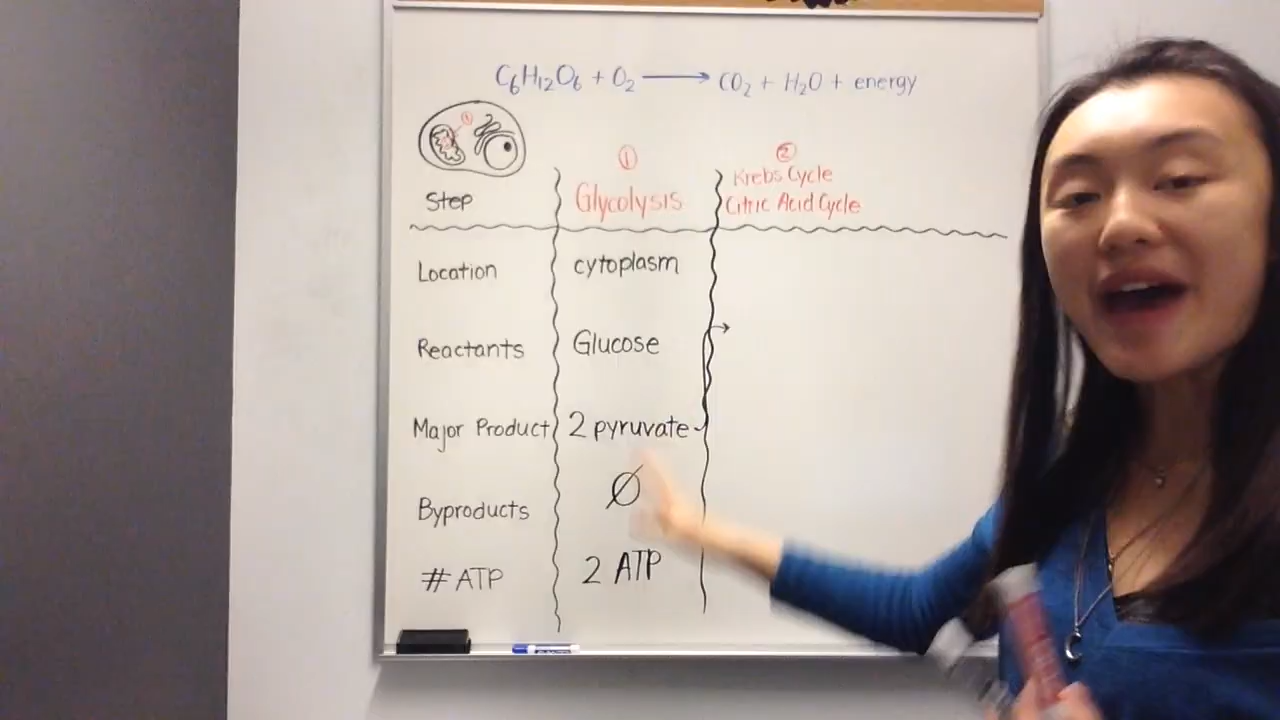 C₆H₁₂O₆ + O₂ → CO₂ + H₂O + energy
①
① ②
Krebs Cycle
Step Glycolysis Citric Acid Cycle
Location cytoplasm
Reactants Glucose →
Major Product 2 pyruvate
Byproducts Ø
# ATP 2 ATP